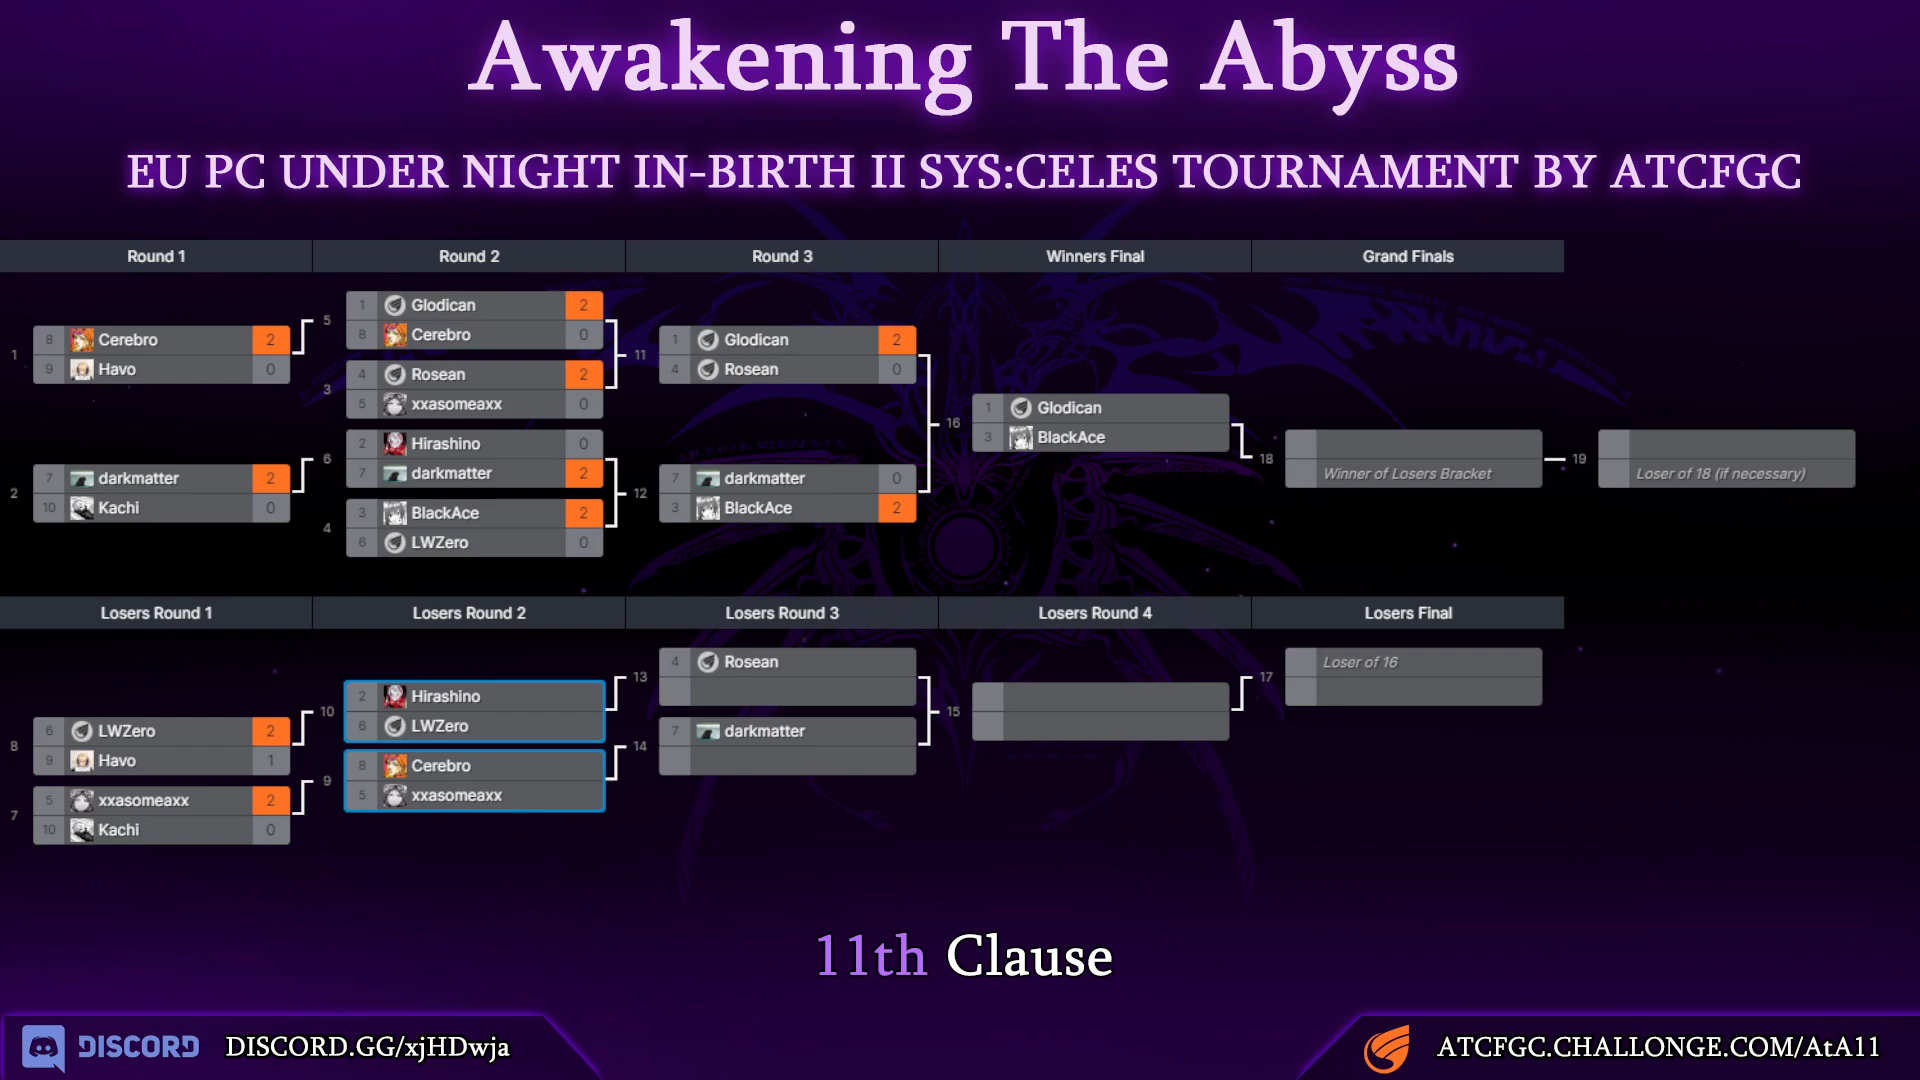 Awakening The Abyss
EU PC UNDER NIGHT IN-BIRTH II SYS:CELES TOURNAMENT BY ATCFGC
Round 1
Round 2
Round 3
Winners Final
Grand Finals
1
8 Cerebro 2
9 Havo 0
2
7 darkmatter 2
10 Kachi 0
5
1 Glodican 2
8 Cerebro 0
3
4 Rosean 2
5 xxasomeaxx 0
6
2 Hirashino 0
7 darkmatter 2
4
3 BlackAce 2
6 LWZero 0
11
1 Glodican 2
4 Rosean 0
12
7 darkmatter 0
3 BlackAce 2
16
1 Glodican
3 BlackAce
18
Winner of Losers Bracket
19
Loser of 18 (if necessary)
Losers Round 1
Losers Round 2
Losers Round 3
Losers Round 4
Losers Final
8
6 LWZero 2
9 Havo 1
7
5 xxasomeaxx 2
10 Kachi 0
10
2 Hirashino
6 LWZero
9
8 Cerebro
5 xxasomeaxx
13
4 Rosean
14
7 darkmatter
15
17
Loser of 16
11th Clause
DISCORD DISCORD.GG/xjHDwja
ATCFGC.CHALLONGE.COM/AtA11